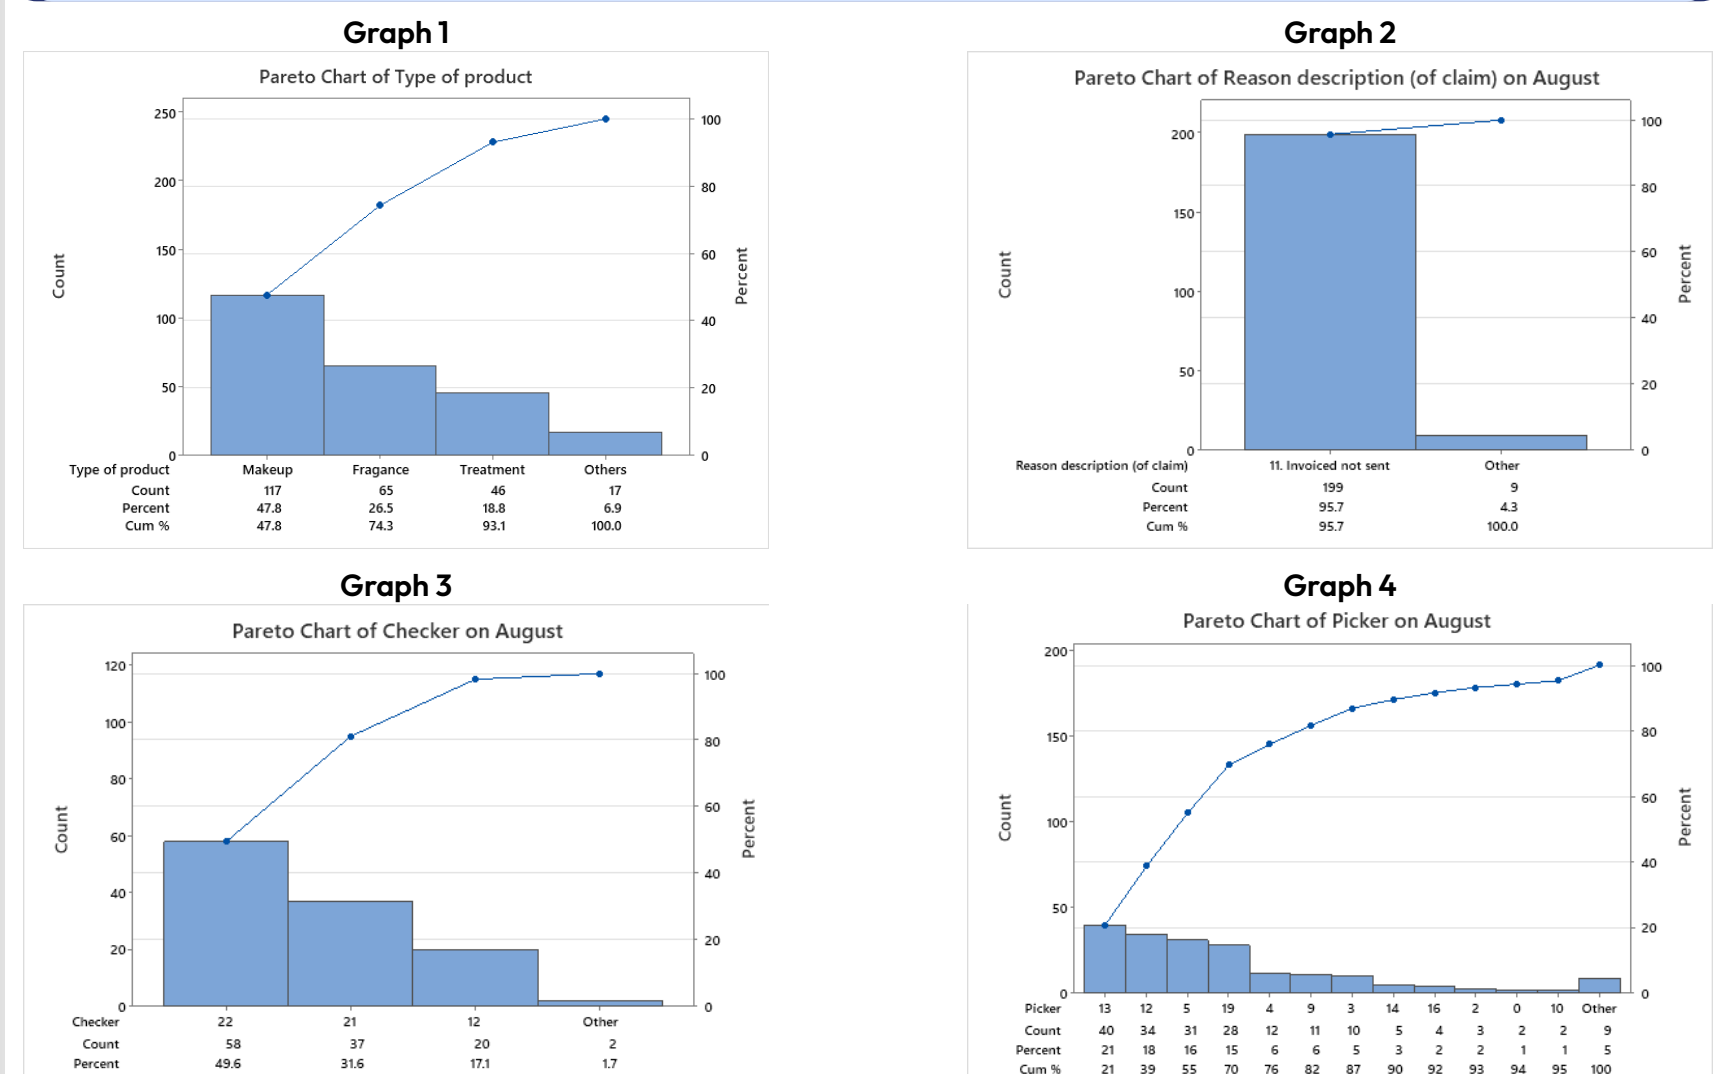 Graph 1
Pareto Chart of Type of product
250
200
150
100
50
0
Count
100
80
60
40
20
0
Percent
Type of product Makeup Fragance Treatment Others
Count 117 65 46 17
Percent 47.8 26.5 18.8 6.9
Cum % 47.8 74.3 93.1 100.0
Graph 2
Pareto Chart of Reason description (of claim) on August
200
150
100
50
0
Count
100
80
60
40
20
0
Percent
Reason description (of claim) 11. Invoiced not sent Other
Count 199 9
Percent 95.7 4.3
Cum % 95.7 100.0
Graph 3
Pareto Chart of Checker on August
120
100
80
60
40
20
0
Count
100
80
60
40
20
0
Percent
Checker 22 21 12 Other
Count 58 37 20 2
Percent 49.6 31.6 17.1 1.7
Graph 4
Pareto Chart of Picker on August
200
150
100
50
0
Count
100
80
60
40
20
0
Percent
Picker 13 12 5 19 4 9 3 14 16 2 0 10 Other
Count 40 34 31 28 12 11 10 5 4 3 2 2 9
Percent 21 18 16 15 6 6 5 3 2 2 1 1 5
Cum % 21 39 55 70 76 82 87 90 92 93 94 95 100